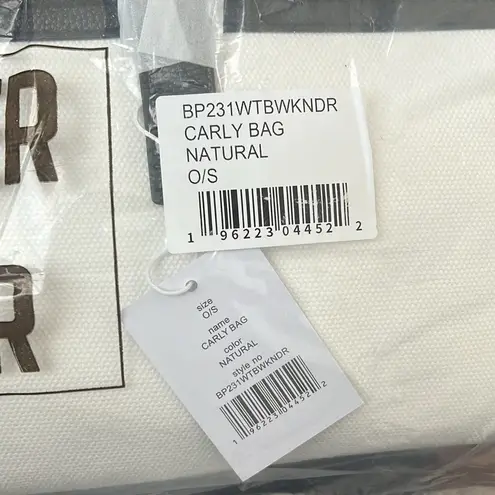 BP231WTBWKNDR
CARLY BAG
NATURAL
O/S
1 96223 04452 2
size
O/S
name
CARLY BAG
color
NATURAL
style no
BP231WTBWKNDR
1 96223 04452 2